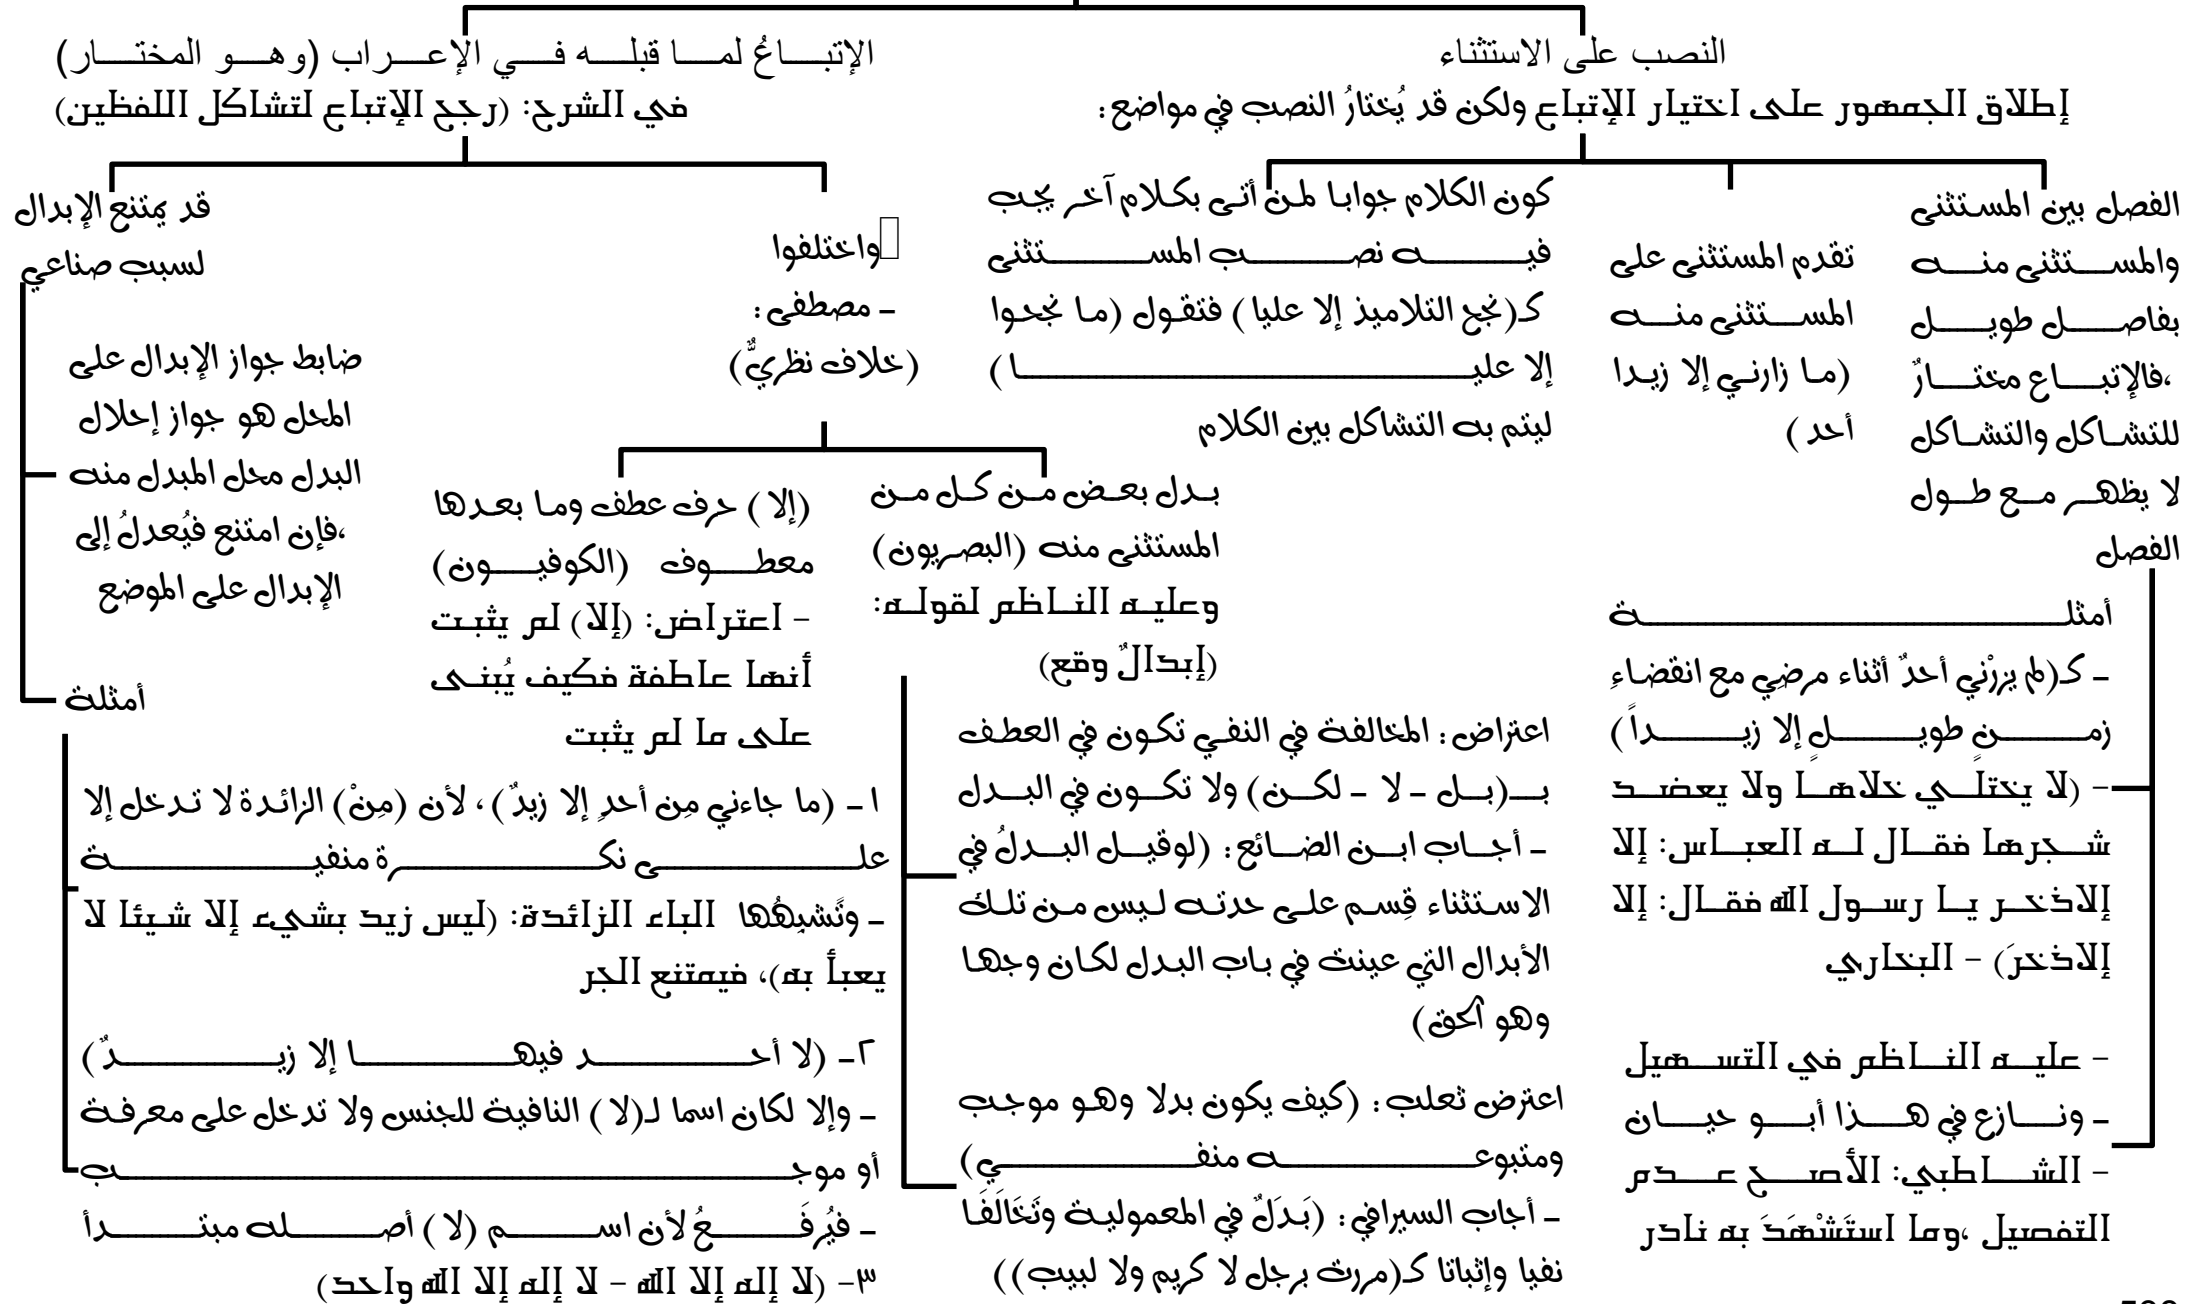 النصب على الاستثناء
إطلاق الجمهور على اختيار الإتباع ولكن قد يُختارُ النصب في مواضع:
الفصل بين المستثنى
والمستثنى منه
بفاصل طويل
،فالإتباع مختارٌ
للتشاكل والتشاكل
لا يظهر مع طول
الفصل
أمثلة
- كـ(لم يزرْني أحدٌ أثناء مرضِي مع انقضاءِ
زمنٍ طويلٍ إلا زيداً)
- (لا يختلي خلاها ولا يعضد
شجرها فقال له العباس: إلا
إلاذخر يا رسول الله فقال: إلا
إلاذخرَ) - البخاري
- عليه الناظم في التسهيل
- ونازع في هذا أبو حيان
- الشاطبي: الأصح عدم
التفصيل ،وما استَشْهَدَ به نادر
تقدم المستثنى على
المستثنى منه
(ما زارني إلا زيدا
أحد)
كون الكلام جوابا لمن أتى بكلام آخر يجب
فيه نصب المستثنى
كـ(نجح التلاميذ إلا عليا) فتقول (ما نجحوا
إلا عليا)
ليتم به التشاكل بين الكلام
الإتباعُ لما قبله في الإعراب (وهو المختار)
في الشرح: (رجح الإتباع لتشاكل اللفظين)
واختلفوا
- مصطفى:
(خلاف نظريٌّ)
بدل بعض من كل من
المستثنى منه (البصريون)
وعليه الناظم لقوله:
(إبدالٌ وقع)
اعتراض: المخالفة في النفي تكون في العطف
بـ(بل - لا - لكن) ولا تكون في البدل
- أجاب ابن الضائع: (لوقيل البدلُ في
الاستثناء قِسم على حدته ليس من تلك
الأبدال التي عينت في باب البدل لكان وجها
وهو الحق)
اعترض ثعلب: (كيف يكون بدلا وهو موجب
ومتبوعه منفي)
- أجاب السيرافي: (بَدَلٌ في المعمولية وتَخَالَفَا
نفيا وإثباتا كـ(مررت برجل لا كريم ولا لبيب))
(إلا) حرف عطف وما بعدها
معطوف (الكوفيون)
- اعتراض: (إلا) لم يثبت
أنها عاطفة فكيف يُبنى
على ما لم يثبت
قد يمتنع الإبدال
لسبب صناعي
ضابط جواز الإبدال على
المحل هو جواز إحلال
البدل محل المبدل منه
،فإن امتنع فيُعدلُ إلى
الإبدال على الموضع
أمثلة
١- (ما جاءني مِن أحدٍ إلا زيدٌ)، لأن (مِنْ) الزائدة لا تدخل إلا
على نكرة منفية
- وتُشبِهُها الباء الزائدة: (ليس زيد بشيء إلا شيئا لا
يعبأ به)، فيمتنع الجر
٢- (لا أحد فيها إلا زيدٌ)
- وإلا لكان اسما لـ(لا) النافية للجنس ولا تدخل على معرفة
أو موجب
- فيُرفَعُ لأن اسم (لا) أصله مبتدأ
٣- (لا إله إلا الله - لا إله إلا الله واحد)